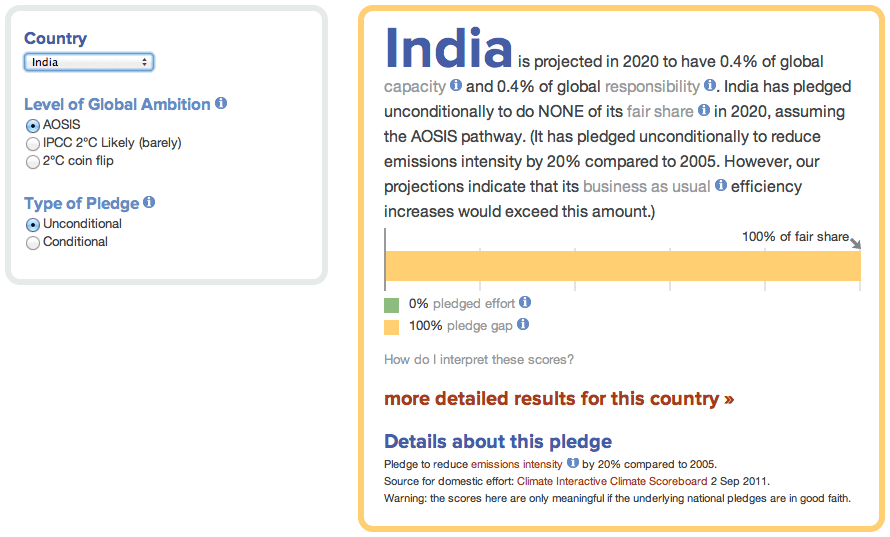 Country
India
Level of Global Ambition
AOSIS
IPCC 2°C Likely (barely)
2°C coin flip
Type of Pledge
Unconditional
Conditional
India is projected in 2020 to have 0.4% of global
capacity and 0.4% of global responsibility. India has pledged
unconditionally to do NONE of its fair share in 2020, assuming
the AOSIS pathway. (It has pledged unconditionally to reduce
emissions intensity by 20% compared to 2005. However, our
projections indicate that its business as usual efficiency
increases would exceed this amount.)
100% of fair share
0% pledged effort
100% pledge gap
How do I interpret these scores?
more detailed results for this country »
Details about this pledge
Pledge to reduce emissions intensity by 20% compared to 2005.
Source for domestic effort: Climate Interactive Climate Scoreboard 2 Sep 2011.
Warning: the scores here are only meaningful if the underlying national pledges are in good faith.